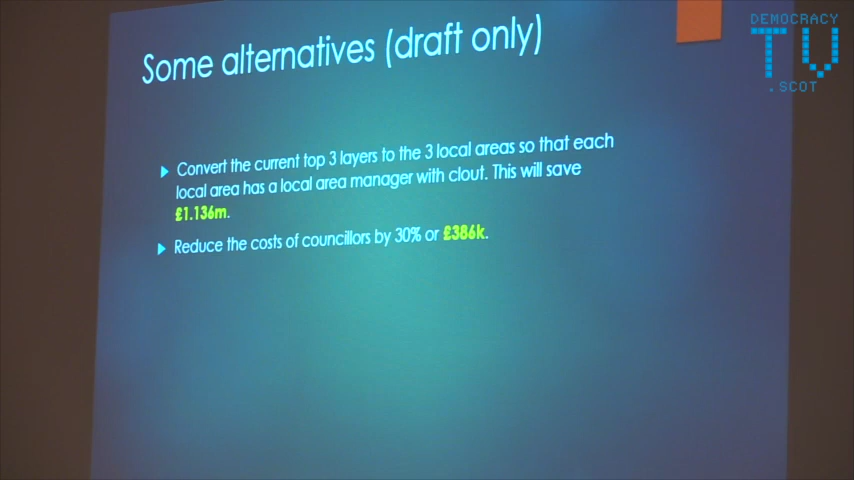 DEMOCRACY
TV
.SCOT
Some alternatives (draft only)
Convert the current top 3 layers to the 3 local areas so that each
local area has a local area manager with clout. This will save
£1.136m.
Reduce the costs of councillors by 30% or £386k.